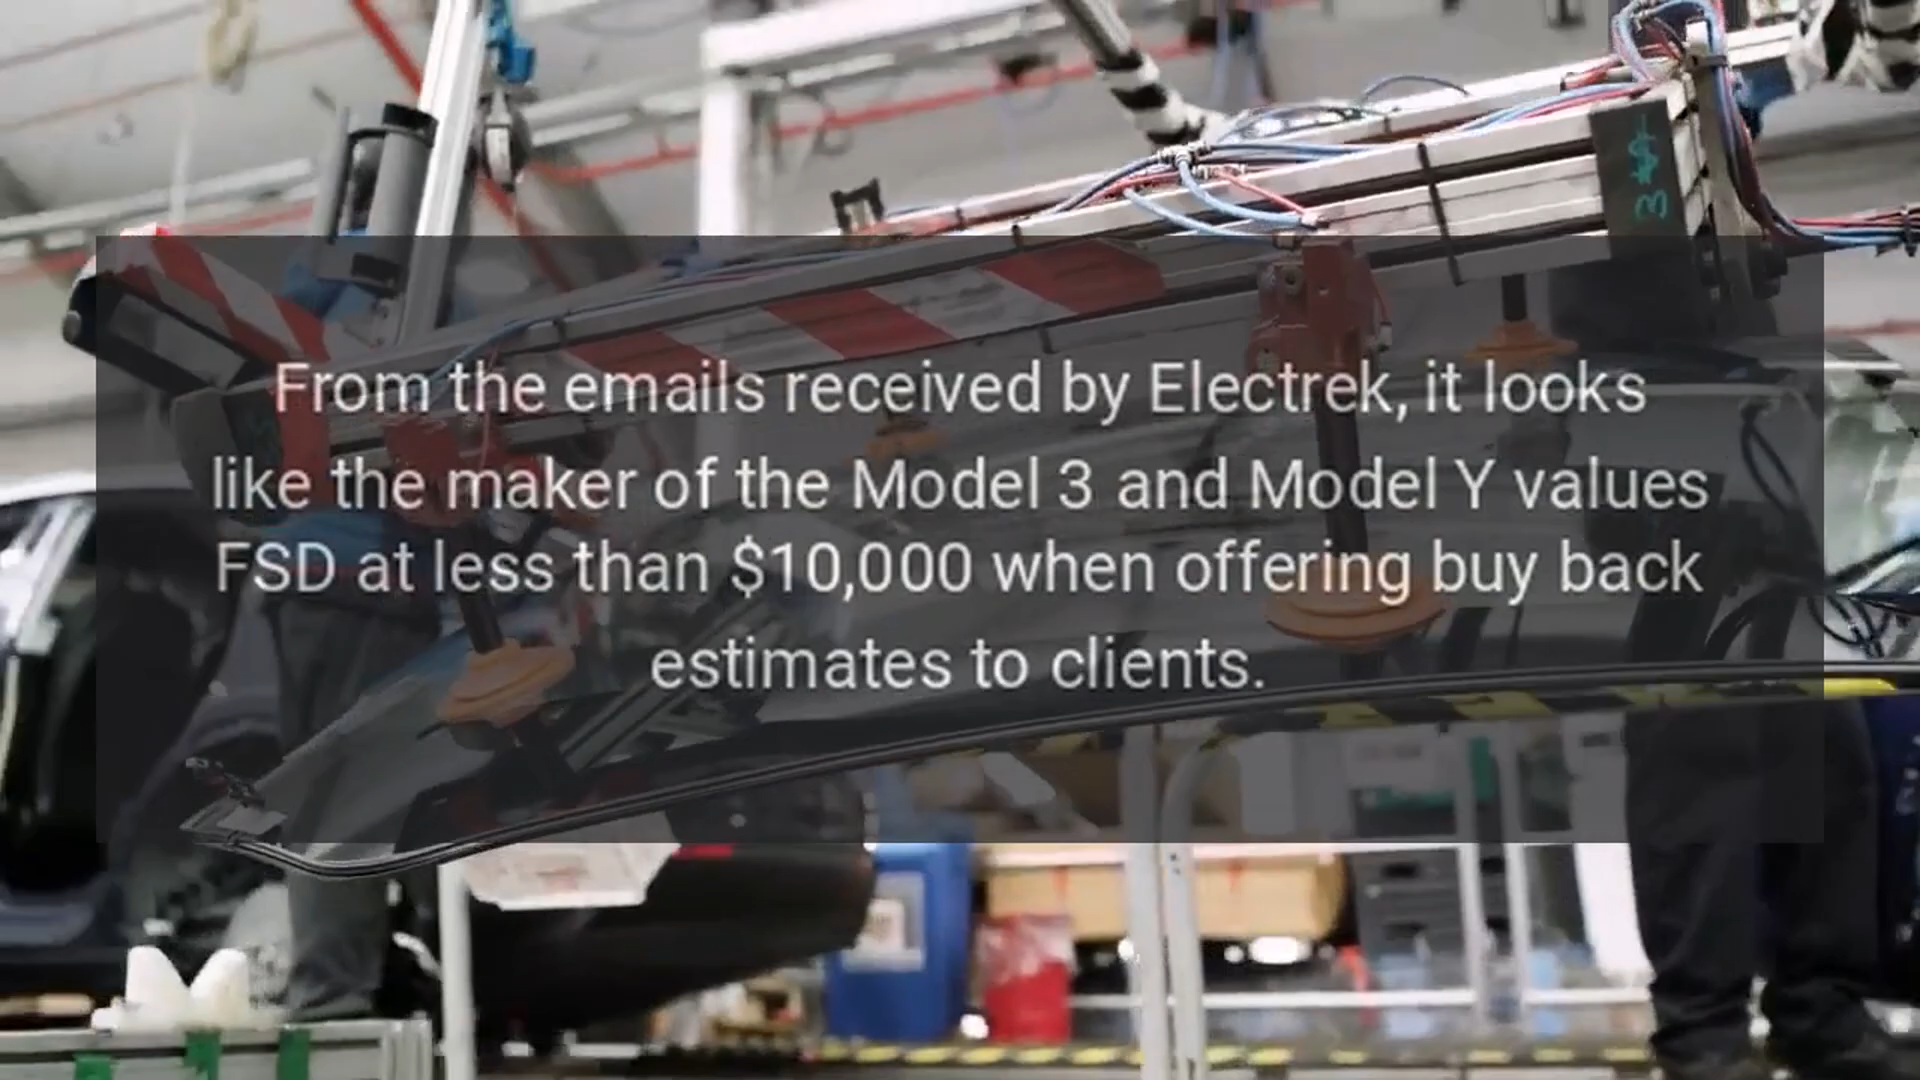 From the emails received by Electrek, it looks
like the maker of the Model 3 and Model Y values
FSD at less than $10,000 when offering buy back
estimates to clients.